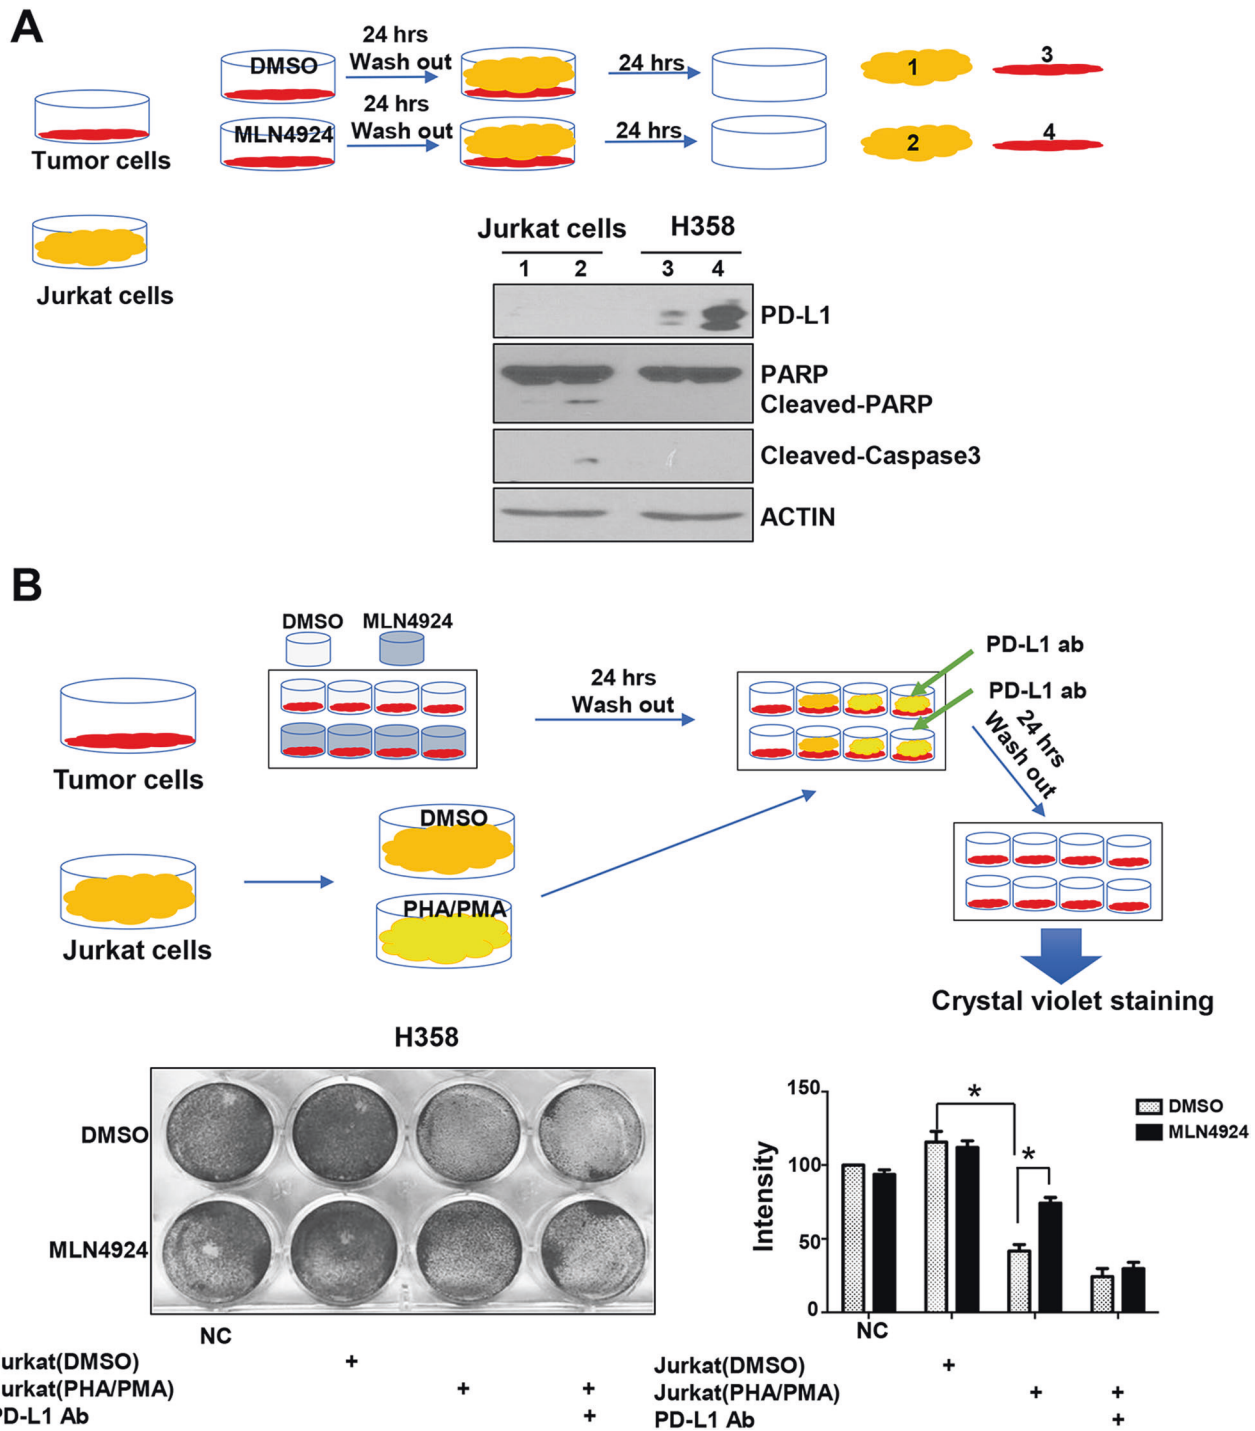 A
24 hrs
Wash out
DMSO
24 hrs
1
3
24 hrs
Wash out
MLN4924
24 hrs
2
4
Tumor cells
Jurkat cells
Jurkat cells H358
1 2 3 4
PD-L1
PARP
Cleaved-PARP
Cleaved-Caspase3
ACTIN
B
DMSO MLN4924
24 hrs
Wash out
PD-L1 ab
PD-L1 ab
24 hrs
Wash out
Tumor cells
DMSO
PHA/PMA
Jurkat cells
Crystal violet staining
H358
DMSO
MLN4924
NC
urkat(DMSO) +
urkat(PHA/PMA) + +
PD-L1 Ab +
150
100
50
0
Intensity
*
*
DMSO
MLN4924
NC
Jurkat(DMSO) +
Jurkat(PHA/PMA) + +
PD-L1 Ab +